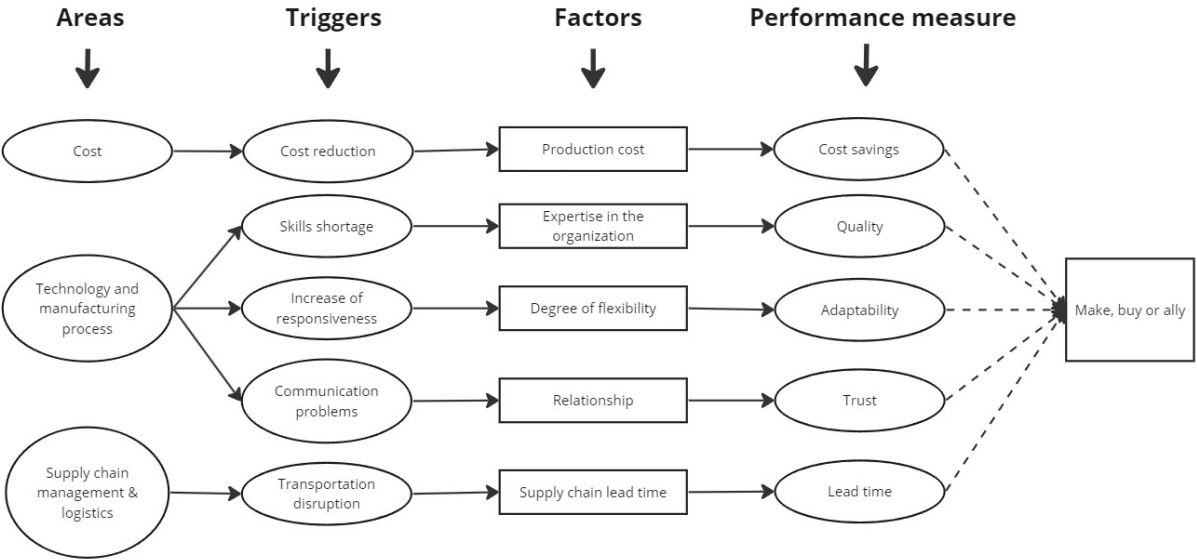 Areas
Triggers
Factors
Performance measure
Cost
Cost reduction
Production cost
Cost savings
Skills shortage
Expertise in the
organization
Quality
Technology and
manufacturing
process
Increase of
responsiveness
Degree of flexibility
Adaptability
Make, buy or ally
Communication
problems
Relationship
Trust
Supply chain
management &
logistics
Transportation
disruption
Supply chain lead time
Lead time